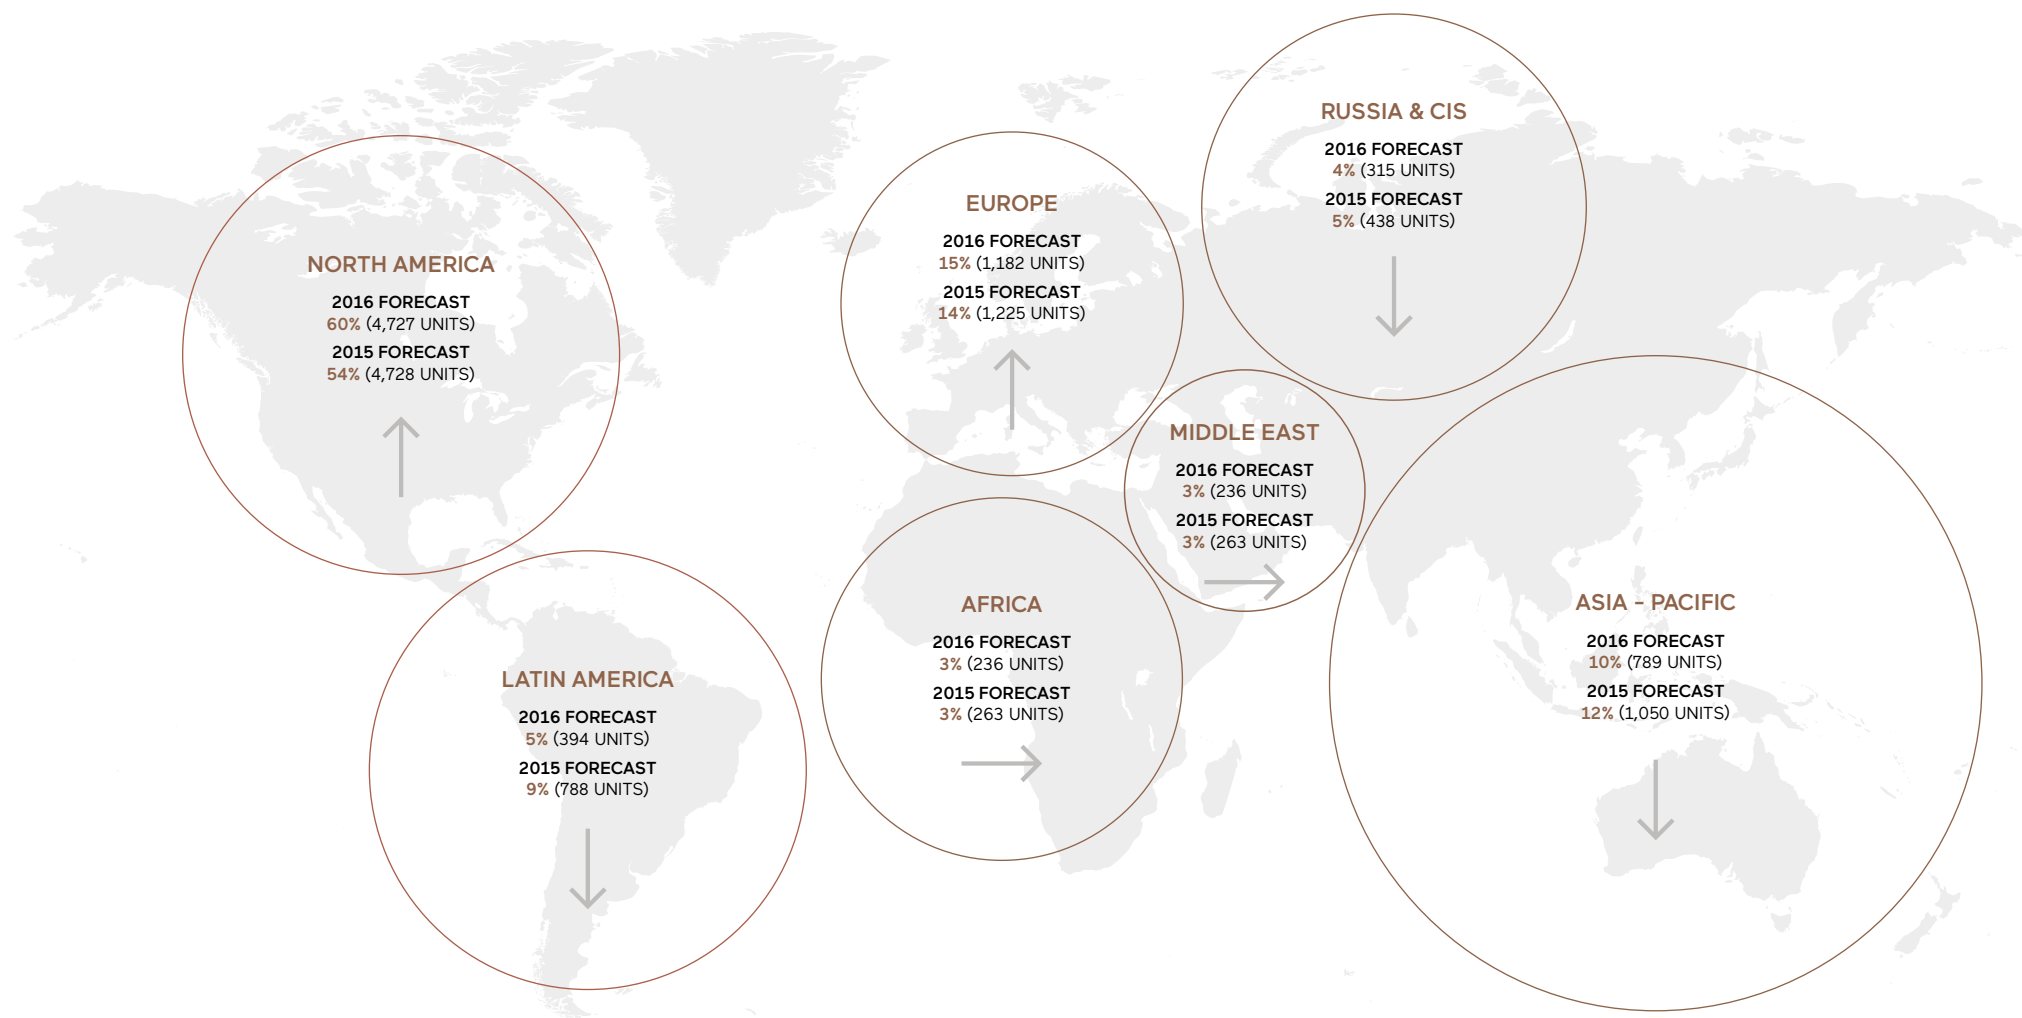 NORTH AMERICA
2016 FORECAST
60% (4,727 UNITS)
2015 FORECAST
54% (4,728 UNITS)
LATIN AMERICA
2016 FORECAST
5% (394 UNITS)
2015 FORECAST
9% (788 UNITS)
EUROPE
2016 FORECAST
15% (1,182 UNITS)
2015 FORECAST
14% (1,225 UNITS)
AFRICA
2016 FORECAST
3% (236 UNITS)
2015 FORECAST
3% (263 UNITS)
MIDDLE EAST
2016 FORECAST
3% (236 UNITS)
2015 FORECAST
3% (263 UNITS)
RUSSIA & CIS
2016 FORECAST
4% (315 UNITS)
2015 FORECAST
5% (438 UNITS)
ASIA - PACIFIC
2016 FORECAST
10% (789 UNITS)
2015 FORECAST
12% (1,050 UNITS)